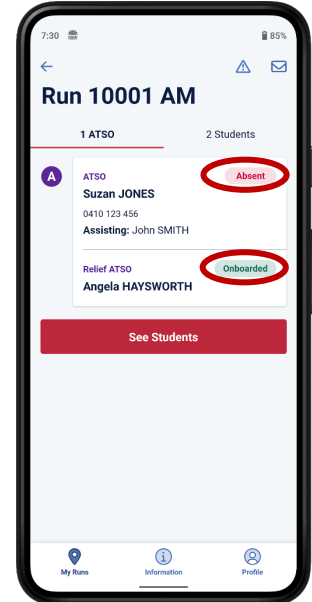 7:30
85%
Run 10001 AM
1 ATSO
2 Students
A
ATSO
Absent
Suzan JONES
0410 123 456
Assisting: John SMITH
Relief ATSO
Onboarded
Angela HAYSWORTH
See Students
My Runs
Information
Profile